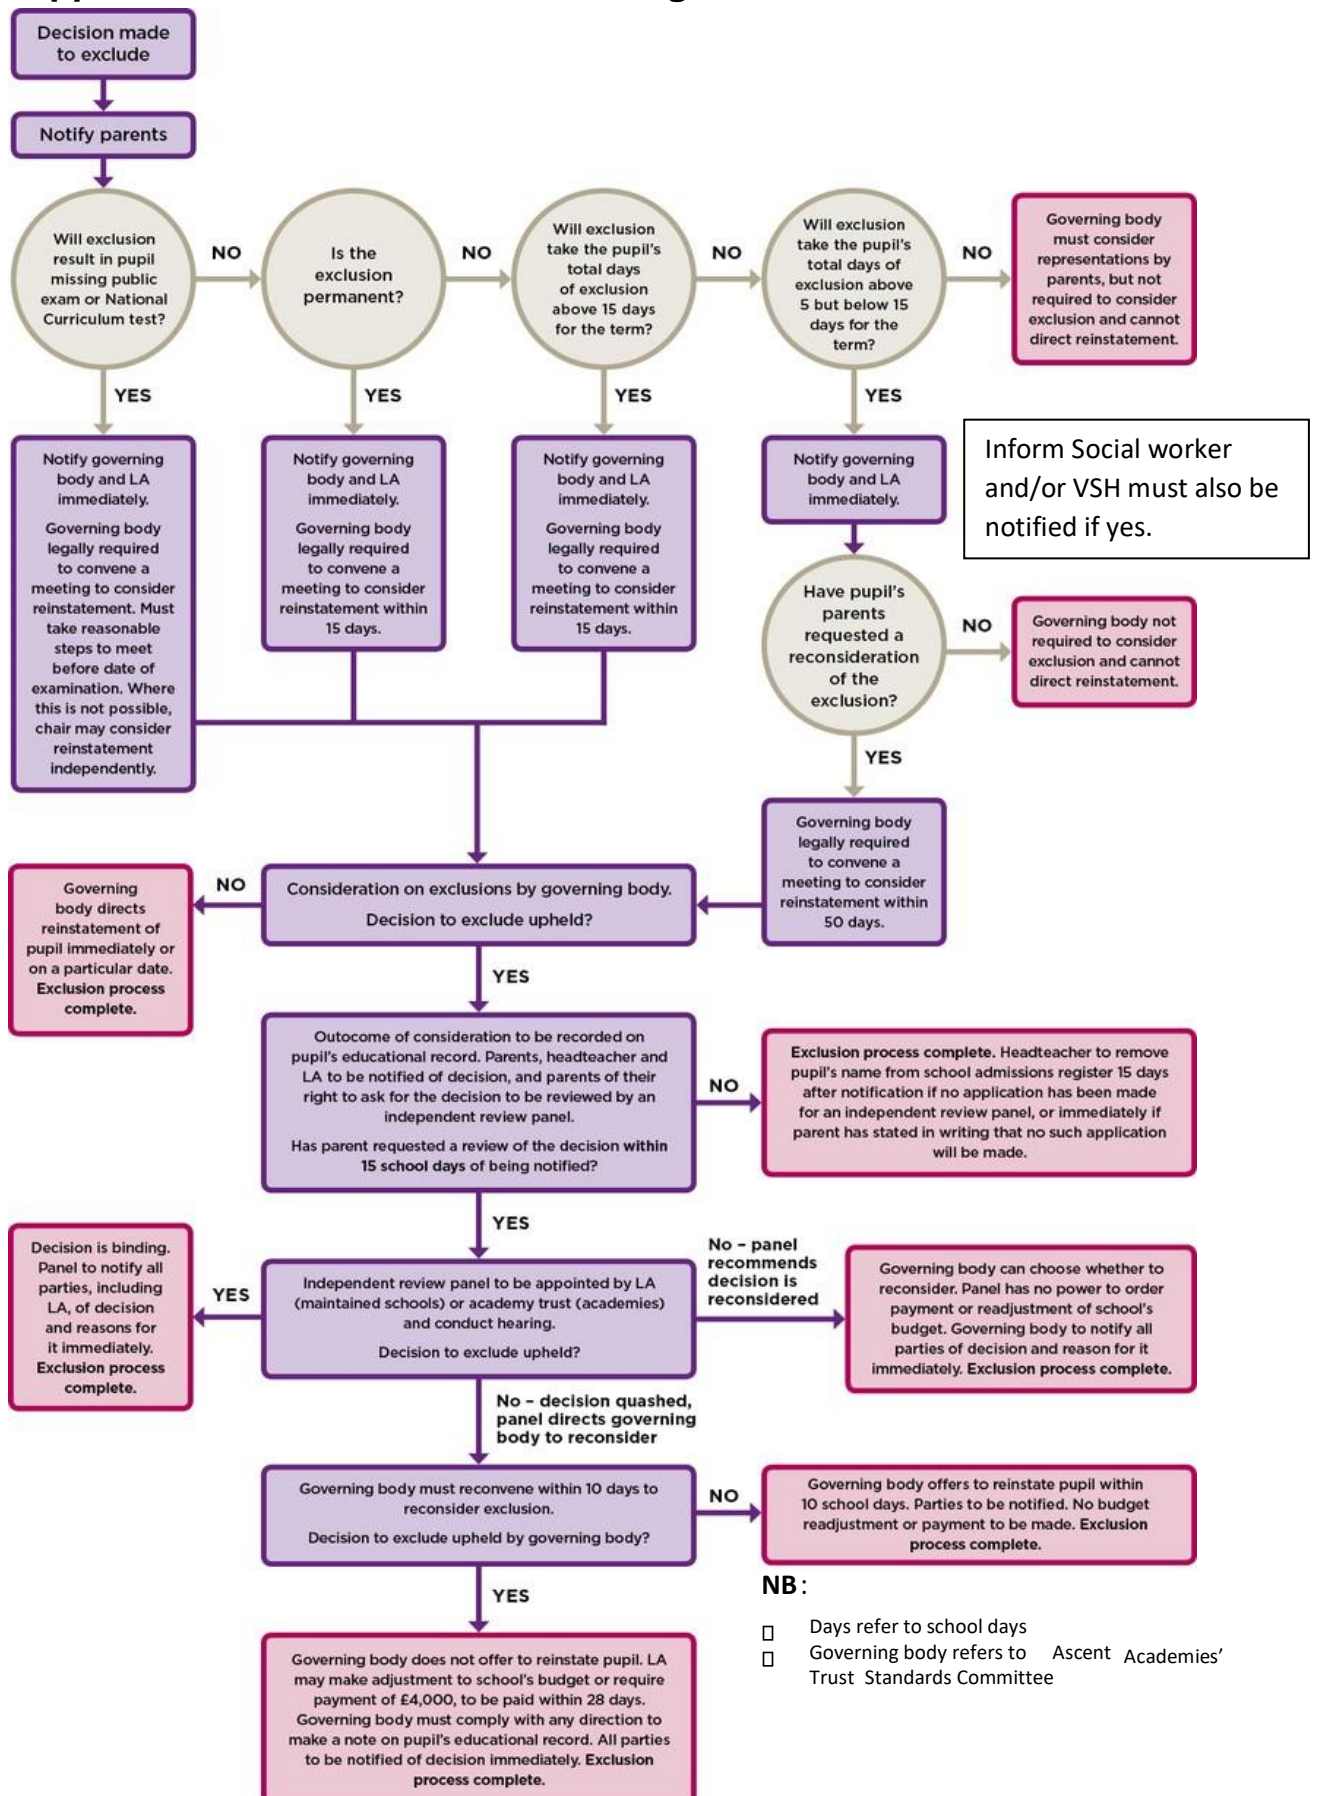 Decision made
to exclude
Notify parents
Will exclusion
result in pupil
missing public
exam or National
Curriculum test?
NO
Is the
exclusion
permanent?
NO
Will exclusion
take the pupil's
total days
of exclusion
above 15 days
for the term?
NO
Will exclusion
take the pupil's
total days of
exclusion above
5 but below 15
days for the
term?
NO
Governing body
must consider
representations by
parents, but not
required to consider
exclusion and cannot
direct reinstatement.
YES
YES
YES
YES
Notify governing
body and LA
immediately.
Governing body
legally required
to convene a
meeting to consider
reinstatement. Must
take reasonable
steps to meet
before date of
examination. Where
this is not possible,
chair may consider
reinstatement
independently.
Notify governing
body and LA
immediately.
Governing body
legally required
to convene a
meeting to consider
reinstatement within
15 days.
Notify governing
body and LA
immediately.
Governing body
legally required
to convene a
meeting to consider
reinstatement within
15 days.
Notify governing
body and LA
immediately.
Inform Social worker
and/or VSH must also be
notified if yes.
Have pupil's
parents
requested a
reconsideration
of the
exclusion?
NO
Governing body not
required to consider
exclusion and cannot
direct reinstatement.
YES
Governing body
legally required
to convene a
meeting to consider
reinstatement within
50 days.
Consideration on exclusions by governing body.
Decision to exclude upheld?
NO
Governing
body directs
reinstatement of
pupil immediately or
on a particular date.
Exclusion process
complete.
YES
Outocome of consideration to be recorded on
pupil's educational record. Parents, headteacher and
LA to be notified of decision, and parents of their
right to ask for the decision to be reviewed by an
independent review panel.
Has parent requested a review of the decision within
15 school days of being notified?
NO
Exclusion process complete. Headteacher to remove
pupil's name from school admissions register 15 days
after notification if no application has been made
for an independent review panel, or immediately if
parent has stated in writing that no such application
will be made.
YES
Decision is binding.
Panel to notify all
parties, including
LA, of decision
and reasons for
it immediately.
Exclusion process
complete.
YES
Independent review panel to be appointed by LA
(maintained schools) or academy trust (academies)
and conduct hearing.
Decision to exclude upheld?
No – panel
recommends
decision is
reconsidered
Governing body can choose whether to
reconsider. Panel has no power to order
payment or readjustment of school's
budget. Governing body to notify all
parties of decision and reason for it
immediately. Exclusion process complete.
No – decision quashed,
panel directs governing
body to reconsider
Governing body must reconvene within 10 days to
reconsider exclusion.
Decision to exclude upheld by governing body?
NO
Governing body offers to reinstate pupil within
10 school days. Parties to be notified. No budget
readjustment or payment to be made. Exclusion
process complete.
YES
NB:
Days refer to school days
Governing body refers to Ascent Academies'
Trust Standards Committee
Governing body does not offer to reinstate pupil. LA
may make adjustment to school's budget or require
payment of £4,000, to be paid within 28 days.
Governing body must comply with any direction to
make a note on pupil's educational record. All parties
to be notified of decision immediately. Exclusion
process complete.